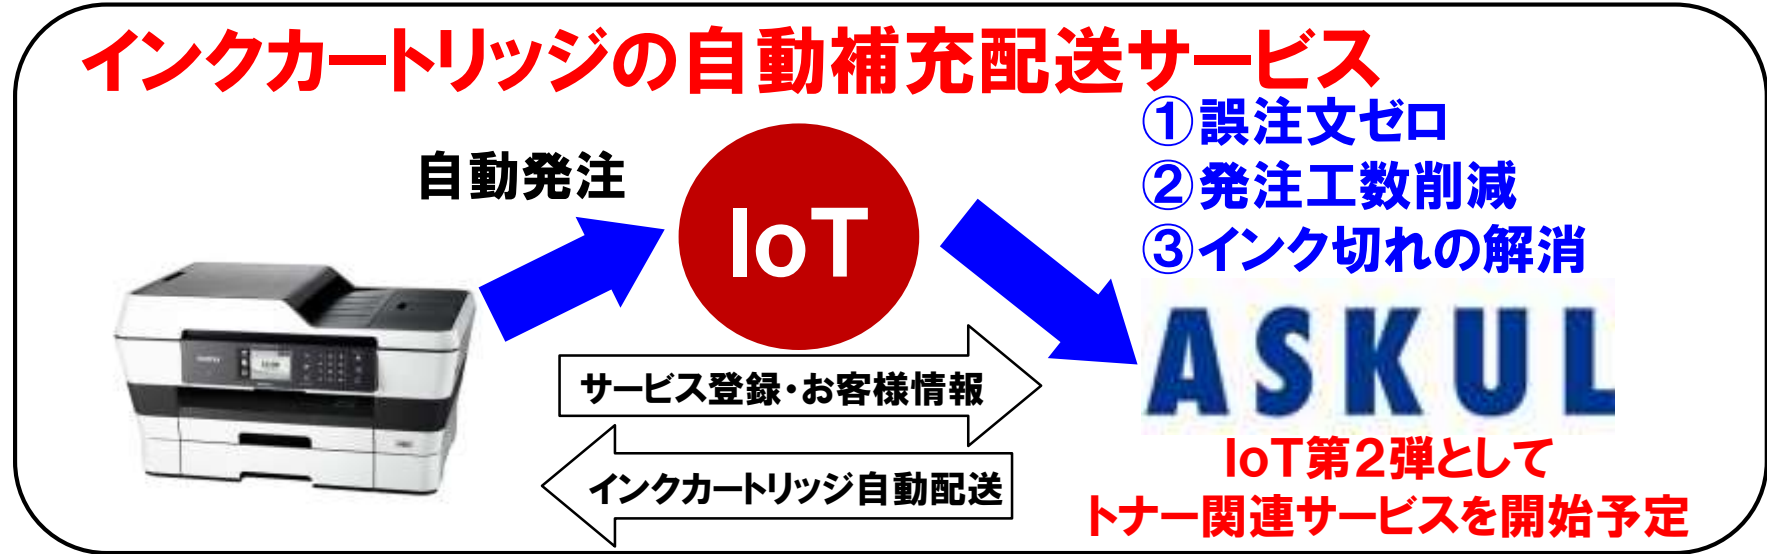 インクカートリッジの自動補充配送サービス
①誤注文ゼロ
②発注工数削減
③インク切れの解消
自動発注
IoT
サービス登録・お客様情報
インクカートリッジ自動配送
ASKUL
IoT第2弾として
トナー関連サービスを開始予定